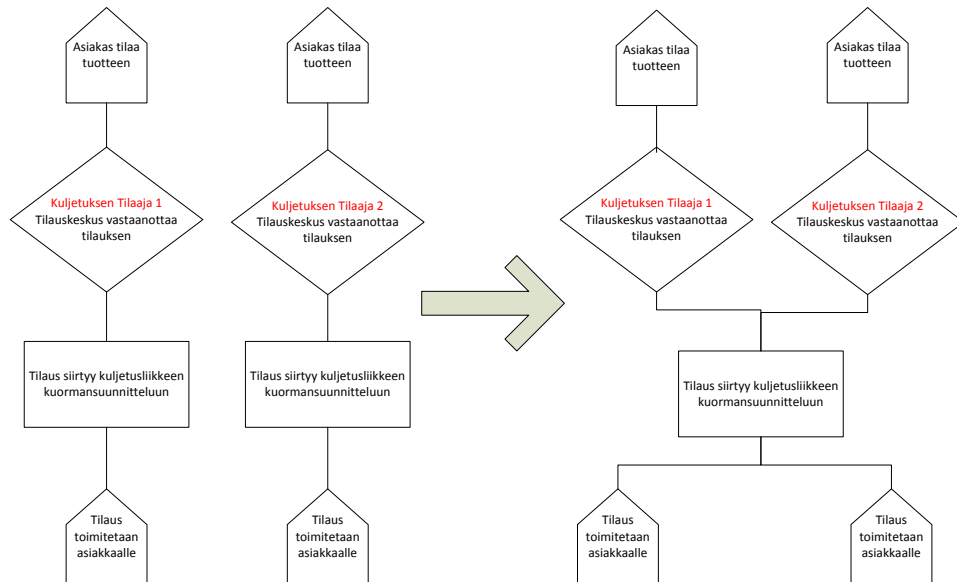 Asiakas tilaa
tuotteen
Asiakas tilaa
tuotteen
Asiakas tilaa
tuotteen
Asiakas tilaa
tuotteen
Kuljetuksen Tilaaja 1
Tilauskeskus vastaanottaa
tilauksen
Kuljetuksen Tilaaja 2
Tilauskeskus vastaanottaa
tilauksen
Kuljetuksen Tilaaja 1
Tilauskeskus vastaanottaa
tilauksen
Kuljetuksen Tilaaja 2
Tilauskeskus vastaanottaa
tilauksen
Tilaus siirtyy kuljetusliikkeen
kuormansuunnitteluun
Tilaus siirtyy kuljetusliikkeen
kuormansuunnitteluun
Tilaus siirtyy kuljetusliikkeen
kuormansuunnitteluun
Tilaus
toimitetaan
asiakkaalle
Tilaus
toimitetaan
asiakkaalle
Tilaus
toimitetaan
asiakkaalle
Tilaus
toimitetaan
asiakkaalle